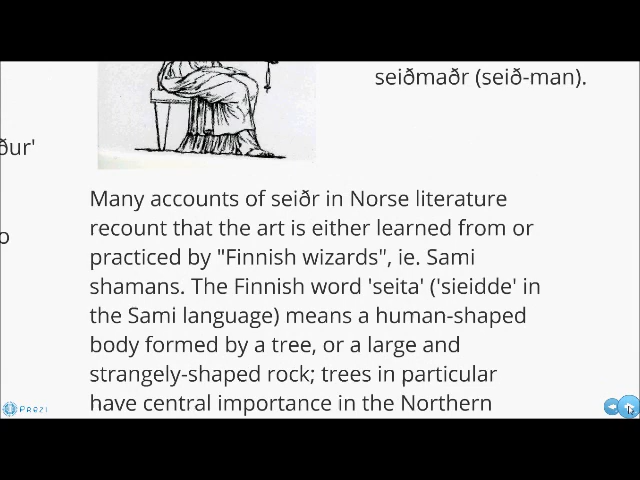 seiðmaðr (seið-man).
ður'
o
Many accounts of seiðr in Norse literature
recount that the art is either learned from or
practiced by "Finnish wizards", ie. Sami
shamans. The Finnish word 'seita' ('sieidde' in
the Sami language) means a human-shaped
body formed by a tree, or a large and
strangely-shaped rock; trees in particular
have central importance in the Northern
Prezi